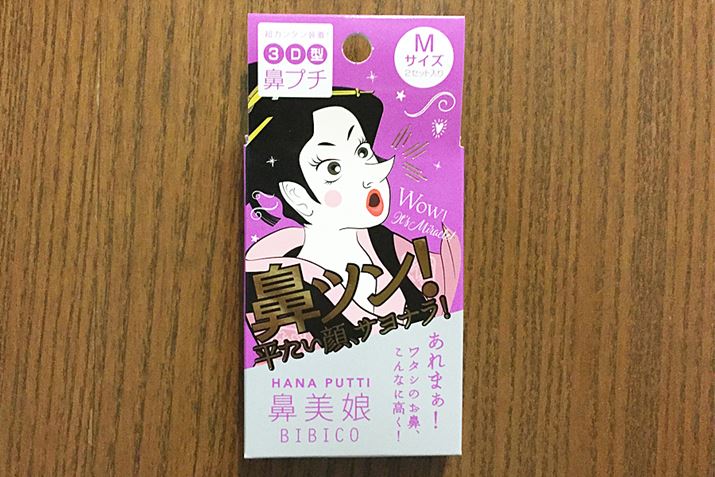 超カンタン装着!
3D型
鼻プチ
M
サイズ
2セット入り
WOW!
It's Miracle!
鼻ツン!
平たい顔、サヨナラ!
あれまぁ!
ワタシのお鼻、
こんなに高く!
HANA PUTTI
鼻美娘
BIBICO